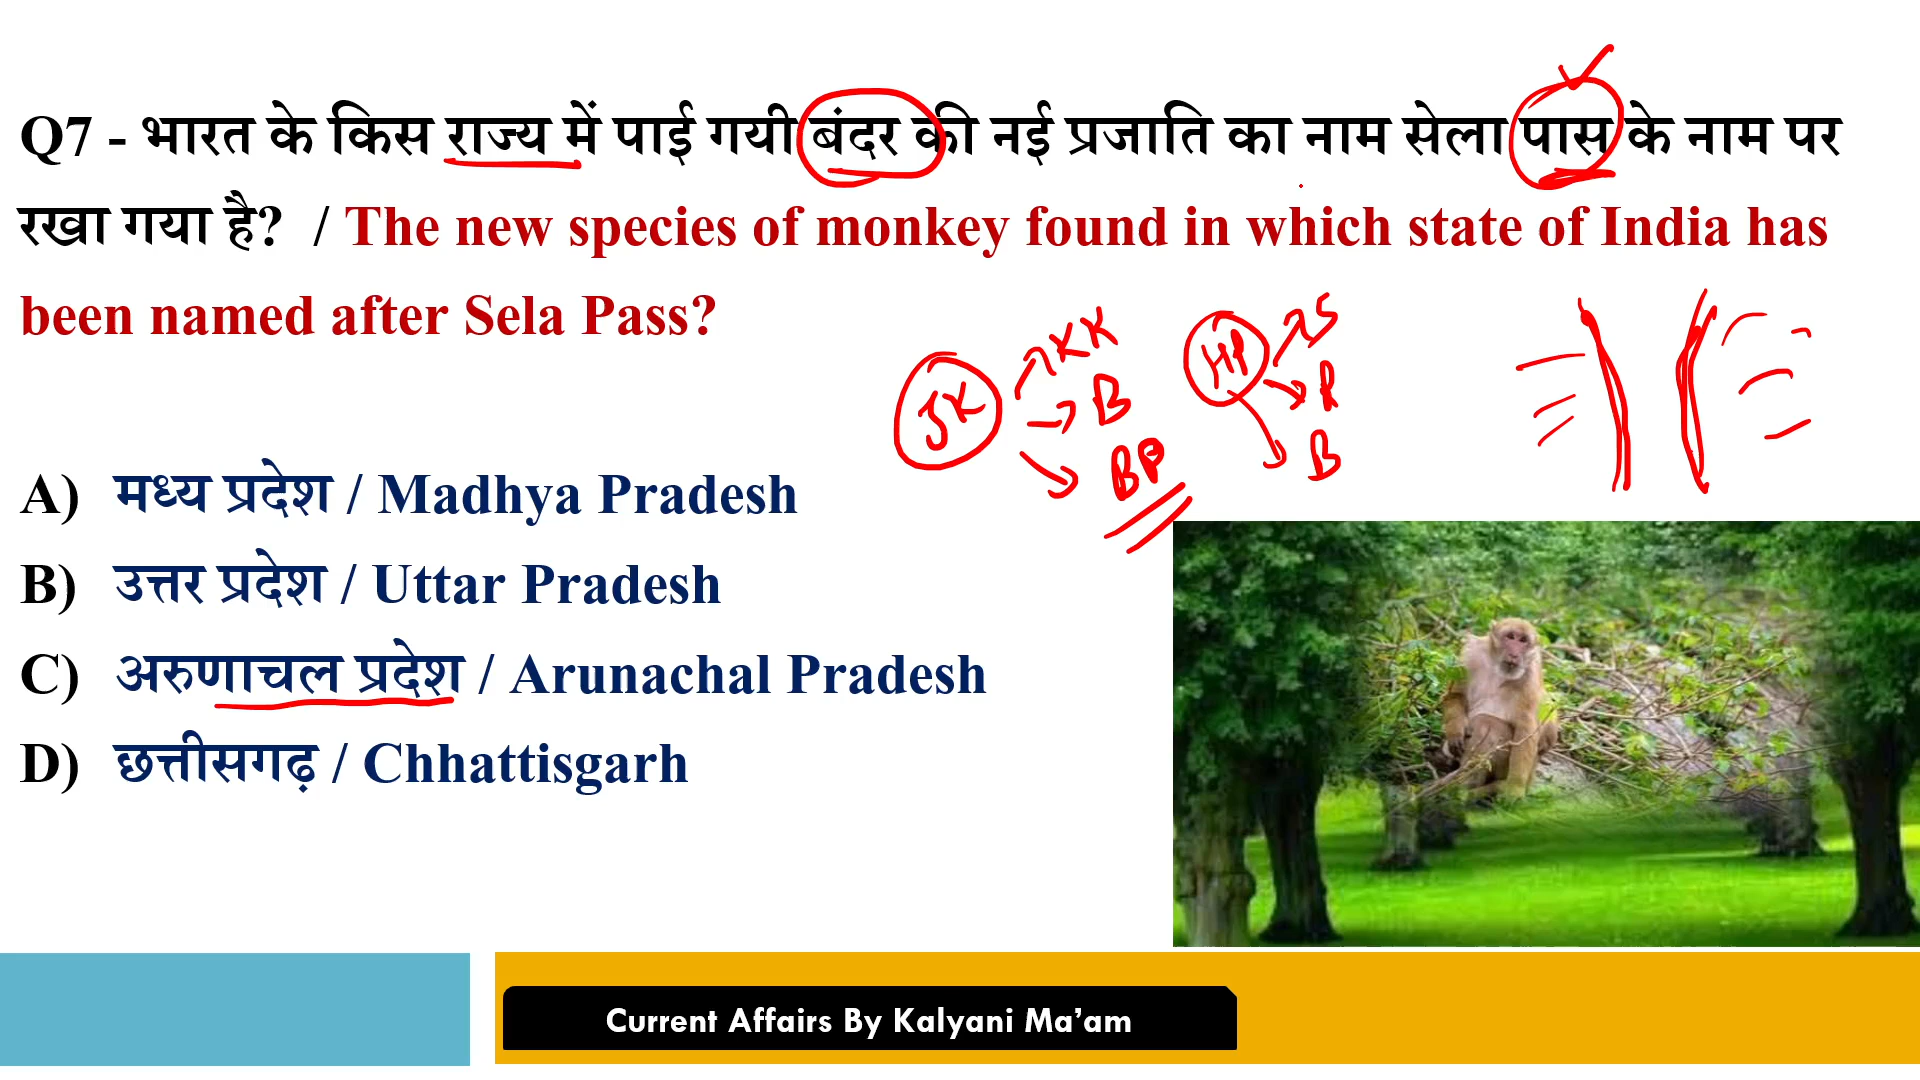 Q7 - भारत के किस राज्य में पाई गयी बंदर की नई प्रजाति का नाम सेला पास के नाम पर
रखा गया है? / The new species of monkey found in which state of India has
been named after Sela Pass?
JK KK B BP
HP S R B
A) मध्य प्रदेश / Madhya Pradesh
B) उत्तर प्रदेश / Uttar Pradesh
C) अरुणाचल प्रदेश / Arunachal Pradesh
D) छत्तीसगढ़ / Chhattisgarh
Current Affairs By Kalyani Ma’am